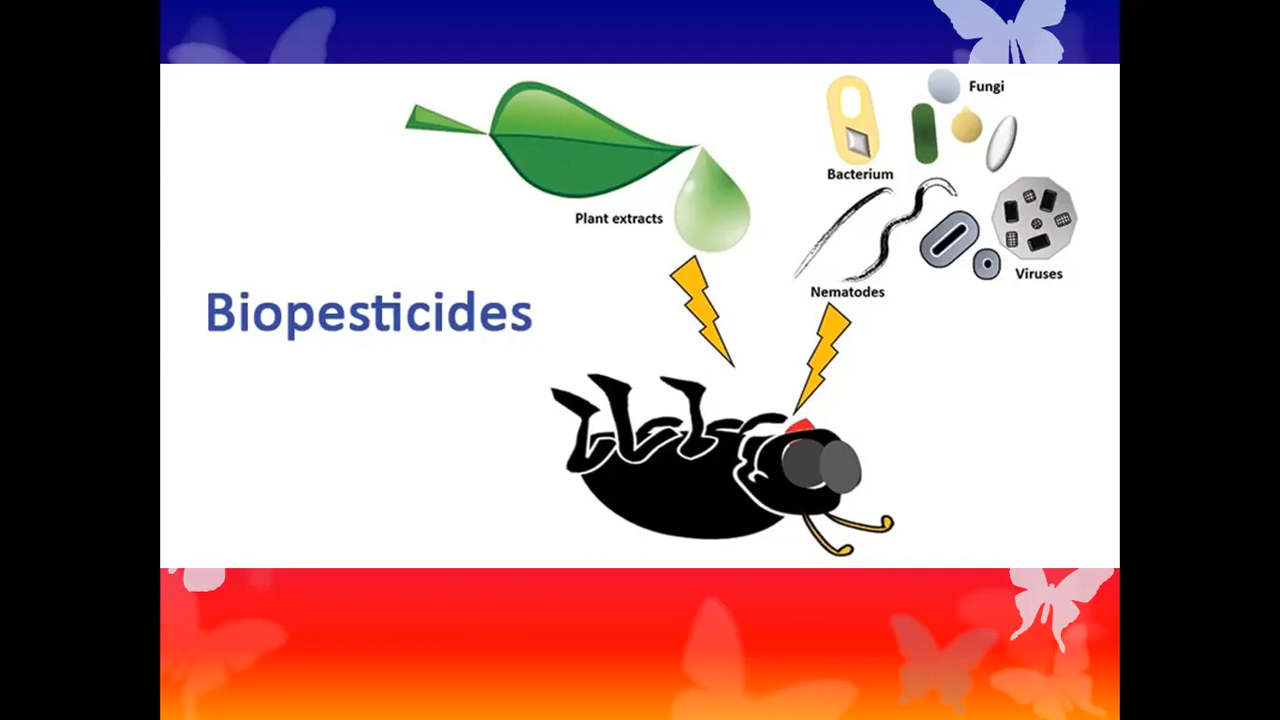 Fungi
Bacterium
Plant extracts
Viruses
Nematodes
Biopesticides